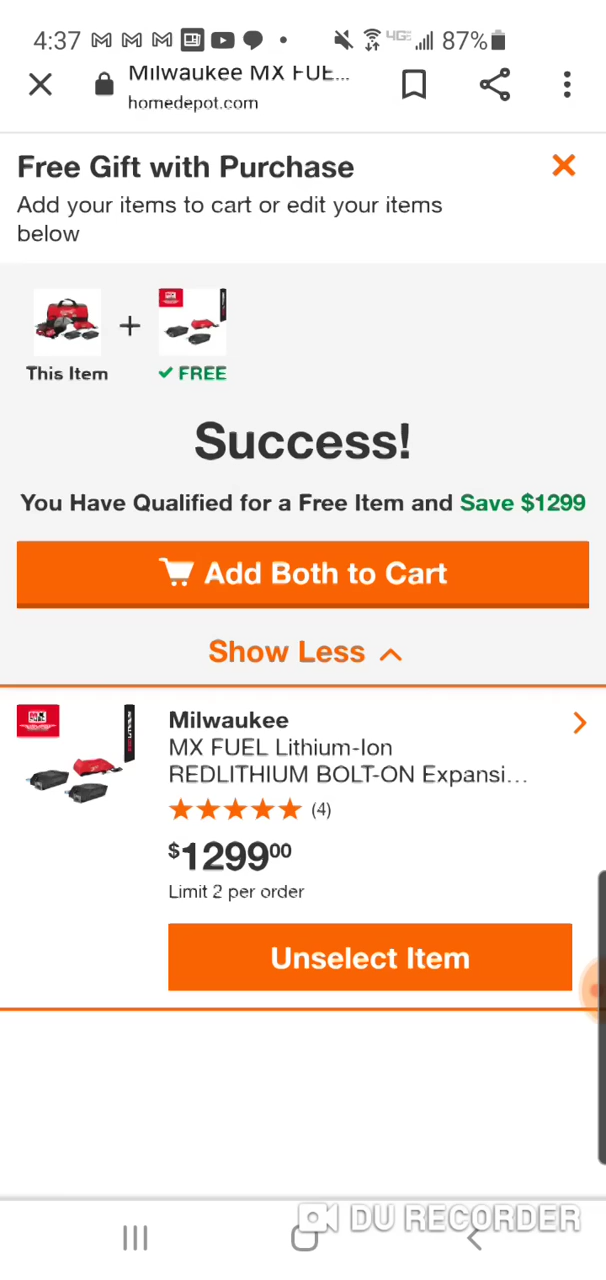 4:37 4GE 87%
Milwaukee MX FUE...
homedepot.com
Free Gift with Purchase
Add your items to cart or edit your items
below
This Item + FREE
Success!
You Have Qualified for a Free Item and Save $1299
Add Both to Cart
Show Less
Milwaukee
MX FUEL Lithium-Ion
REDLITHIUM BOLT-ON Expansi...
(4)
$129900
Limit 2 per order
Unselect Item
DU RECORDER